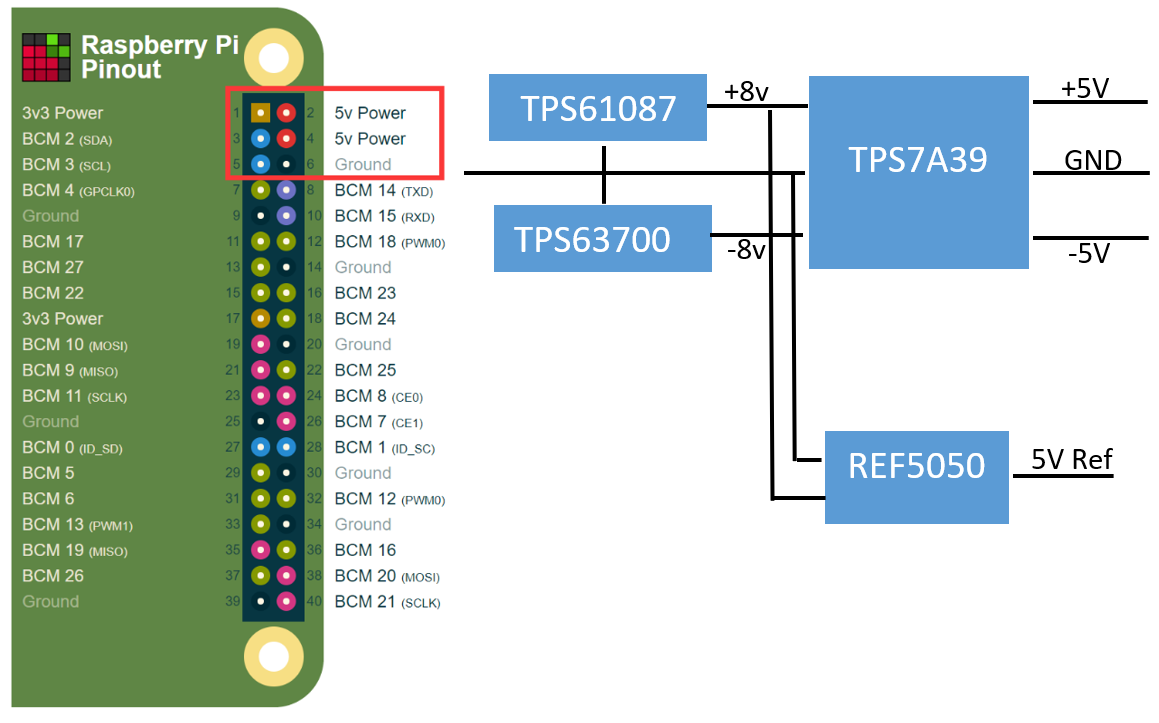 Raspberry Pi
Pinout
3v3 Power 1 2 5v Power
BCM 2 (SDA) 3 4 5v Power
BCM 3 (SCL) 5 6 Ground
BCM 4 (GPCLK0) 7 8 BCM 14 (TXD)
Ground 9 10 BCM 15 (RXD)
BCM 17 11 12 BCM 18 (PWM0)
BCM 27 13 14 Ground
BCM 22 15 16 BCM 23
3v3 Power 17 18 BCM 24
BCM 10 (MOSI) 19 20 Ground
BCM 9 (MISO) 21 22 BCM 25
BCM 11 (SCLK) 23 24 BCM 8 (CE0)
Ground 25 26 BCM 7 (CE1)
BCM 0 (ID_SD) 27 28 BCM 1 (ID_SC)
BCM 5 29 30 Ground
BCM 6 31 32 BCM 12 (PWM0)
BCM 13 (PWM1) 33 34 Ground
BCM 19 (MISO) 35 36 BCM 16
BCM 26 37 38 BCM 20 (MOSI)
Ground 39 40 BCM 21 (SCLK)
TPS61087
+8v
TPS63700
-8v
TPS7A39
+5V
GND
-5V
REF5050
5V Ref